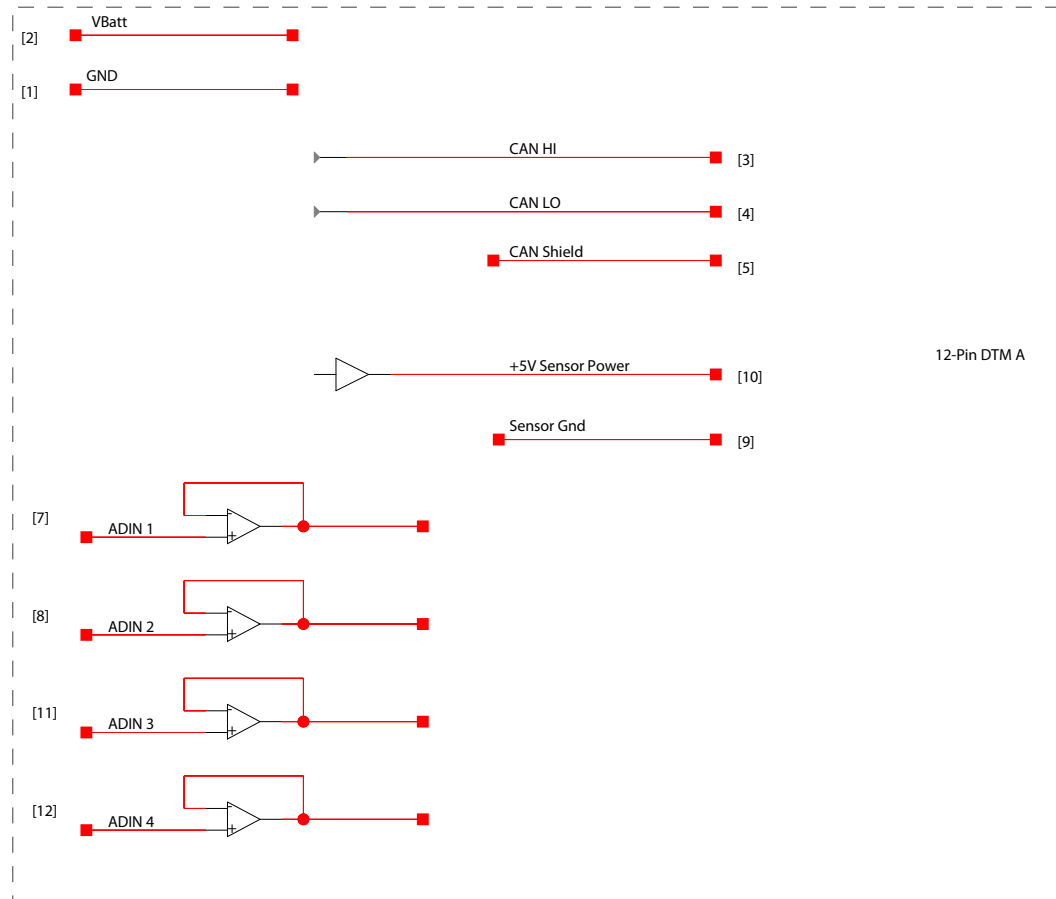 VBatt
[2]
GND
[1]
CAN HI
[3]
CAN LO
[4]
CAN Shield
[5]
12-Pin DTM A
+5V Sensor Power
[10]
Sensor Gnd
[9]
[7]
ADIN 1
-
+
[8]
ADIN 2
-
+
[11]
ADIN 3
-
+
[12]
ADIN 4
-
+